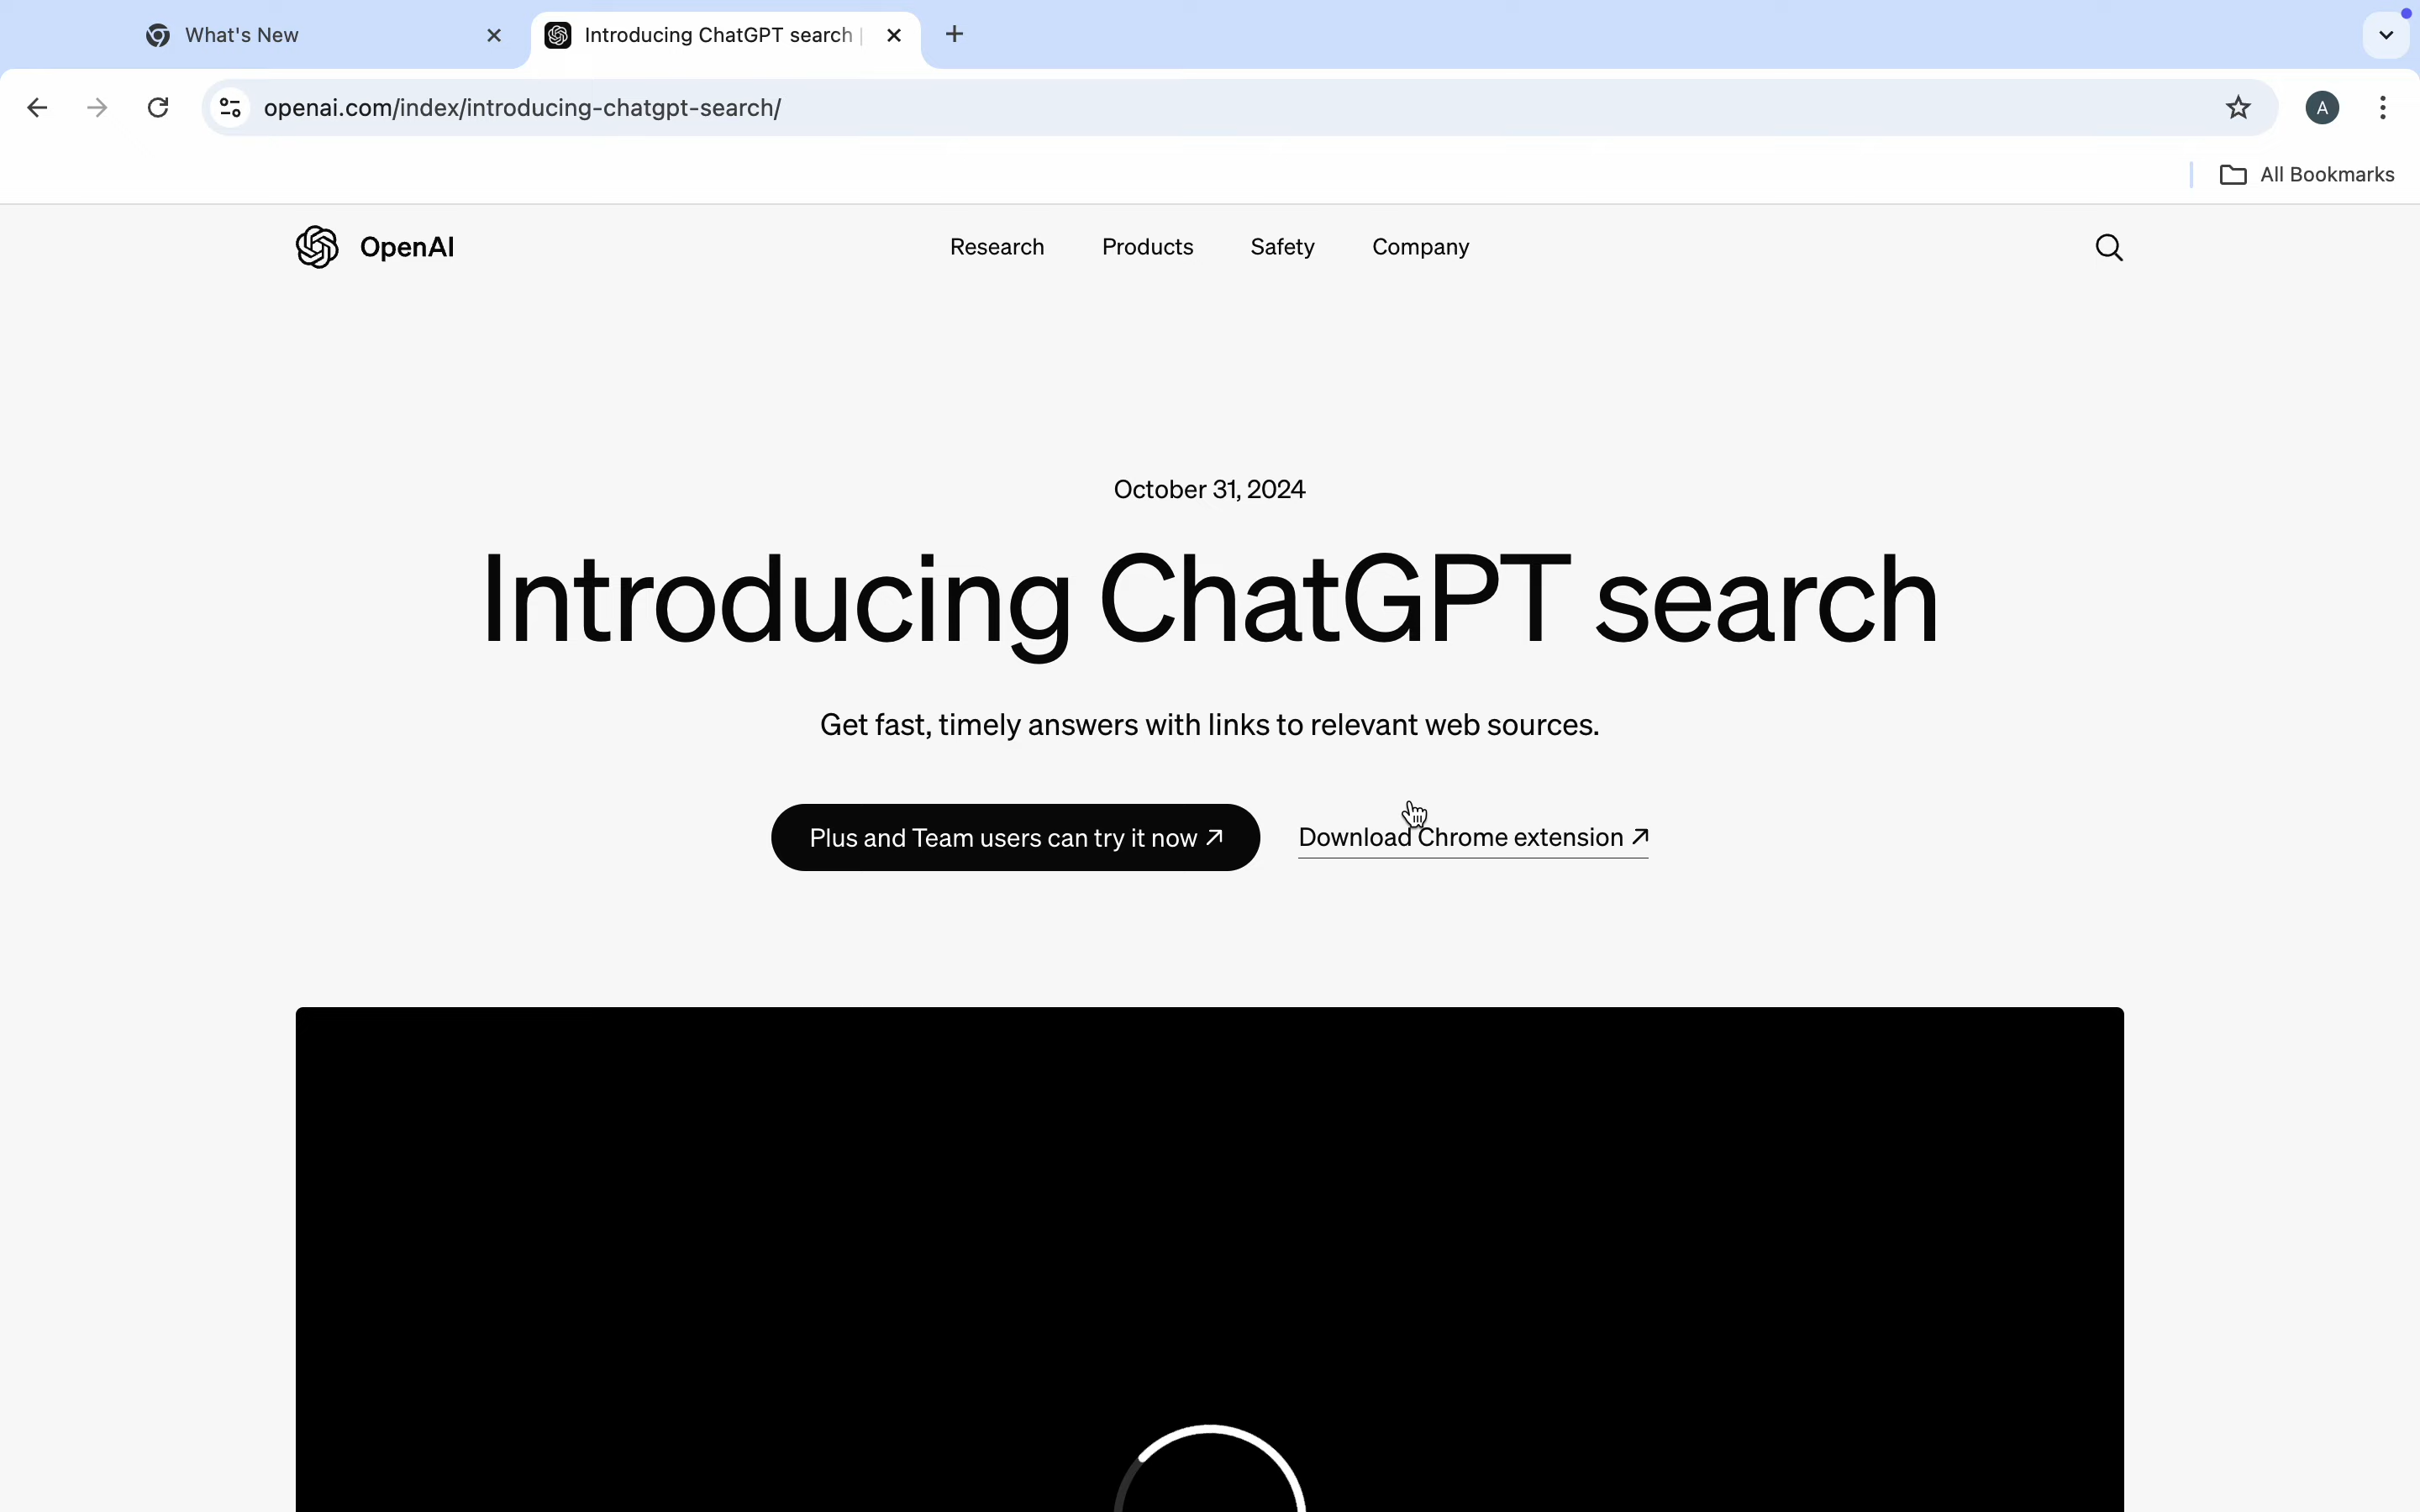 What's New
Introducing ChatGPT search |
openai.com/index/introducing-chatgpt-search/
A
All Bookmarks
OpenAI
Research Products Safety Company
October 31, 2024
Introducing ChatGPT search
Get fast, timely answers with links to relevant web sources.
Plus and Team users can try it now ↗ Download Chrome extension ↗